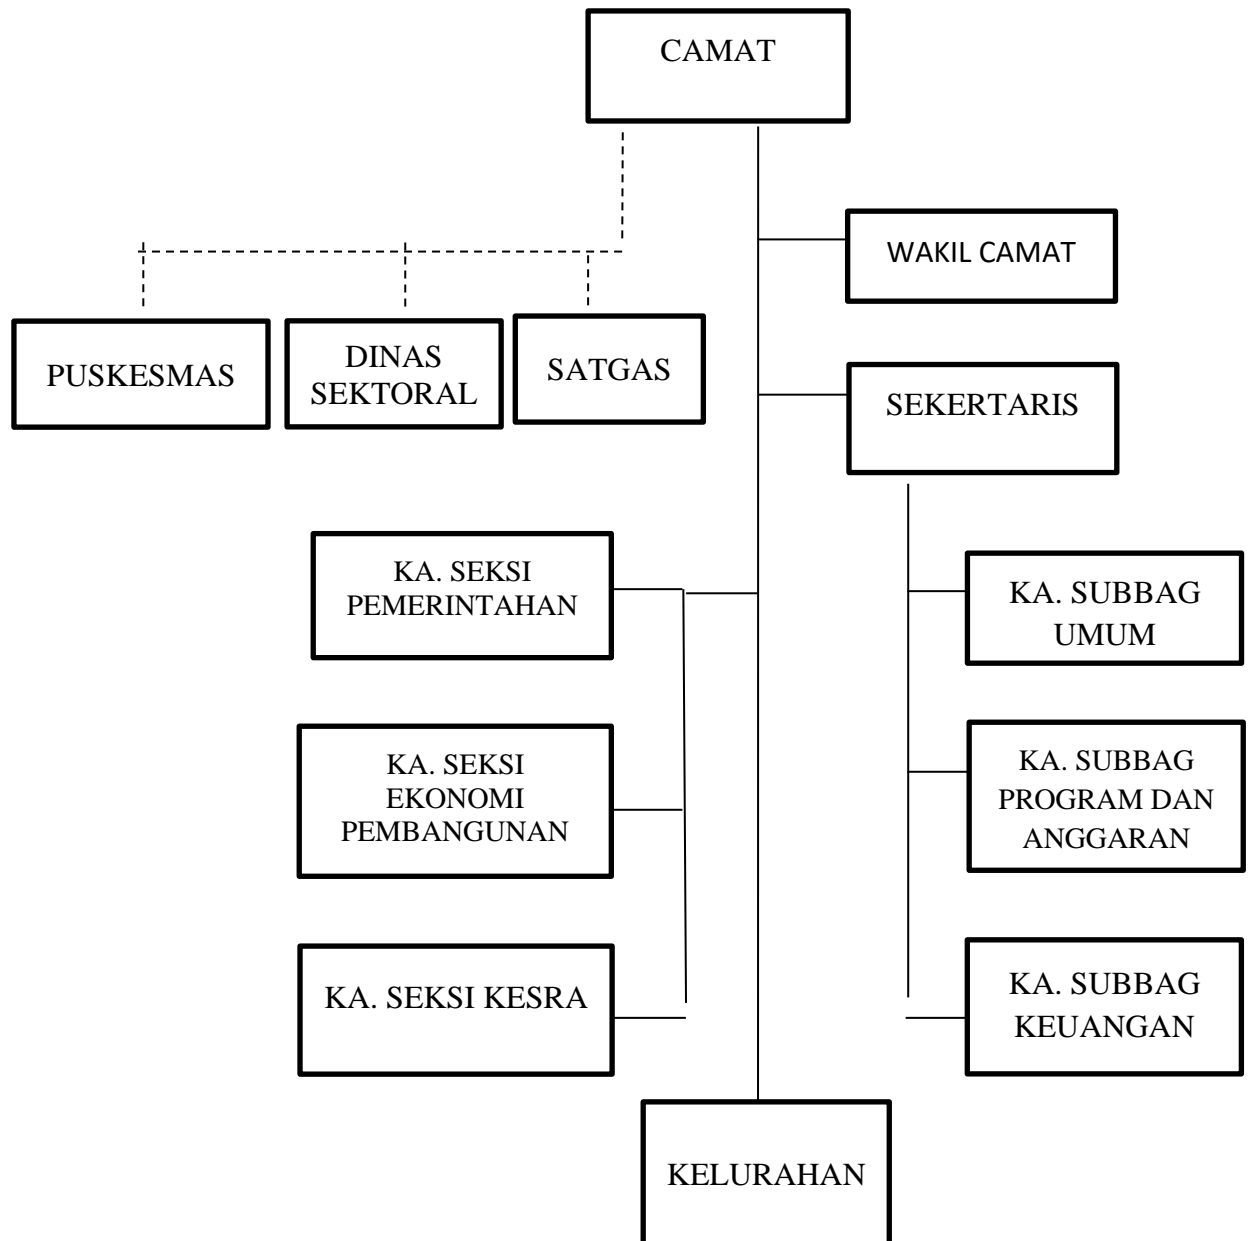 CAMAT
WAKIL CAMAT
PUSKESMAS
DINAS
SEKTORAL
SATGAS
SEKERTARIS
KA. SEKSI
PEMERINTAHAN
KA. SUBBAG
UMUM
KA. SEKSI
EKONOMI
PEMBANGUNAN
KA. SUBBAG
PROGRAM DAN
ANGGARAN
KA. SEKSI KESRA
KA. SUBBAG
KEUANGAN
KELURAHAN